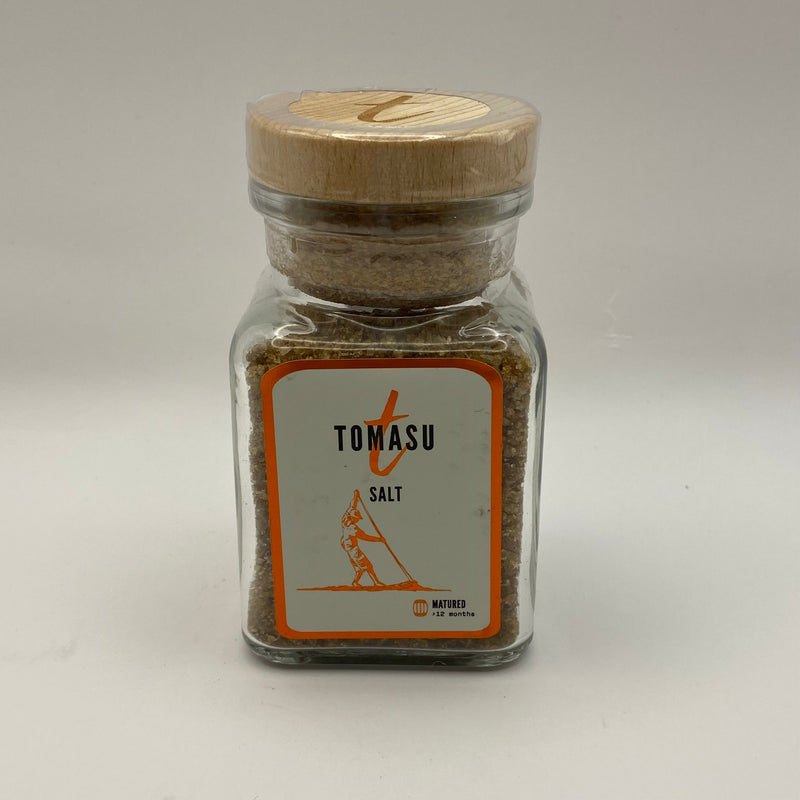 t
t
TOMASU
SALT
MATURED
>12 months